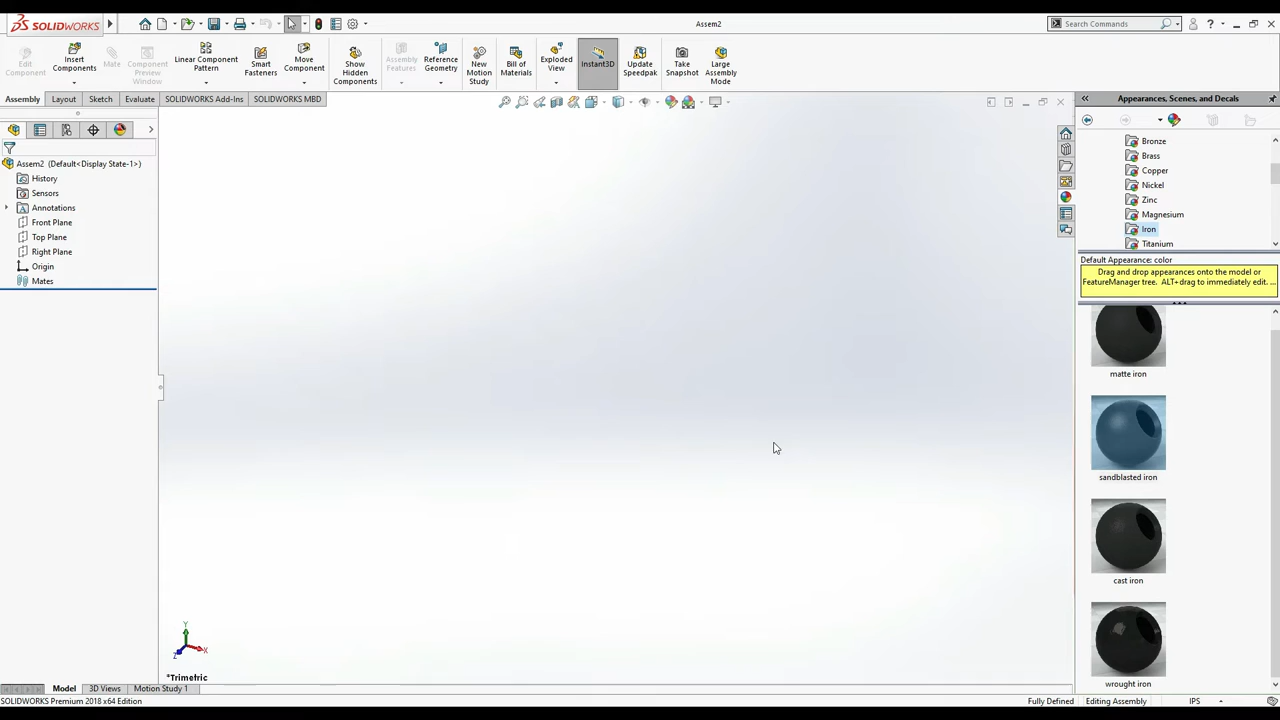 SOLIDWORKS
Assem2
Search Commands
Edit
Component
Insert
Components
Mate
Component
Preview
Window
Linear Component
Pattern
Smart
Fasteners
Move
Component
Show
Hidden
Components
Assembly
Features
Reference
Geometry
New
Motion
Study
Bill of
Materials
Exploded
View
Instant3D
Update
Speedpak
Take
Snapshot
Large
Assembly
Mode
Assembly
Layout
Sketch
Evaluate
SOLIDWORKS Add-Ins
SOLIDWORKS MBD
Appearances, Scenes, and Decals
Assem2 (Default<Display State-1>)
History
Sensors
Annotations
Front Plane
Top Plane
Right Plane
Origin
Mates
Bronze
Brass
Copper
Nickel
Zinc
Magnesium
Iron
Titanium
Default Appearance: color
Drag and drop appearances onto the model or
FeatureManager tree. ALT+drag to immediately edit. ...
matte iron
sandblasted iron
cast iron
wrought iron
Y
X
Z
*Trimetric
Model
3D Views
Motion Study 1
SOLIDWORKS Premium 2018 x64 Edition
Fully Defined
Editing Assembly
IPS